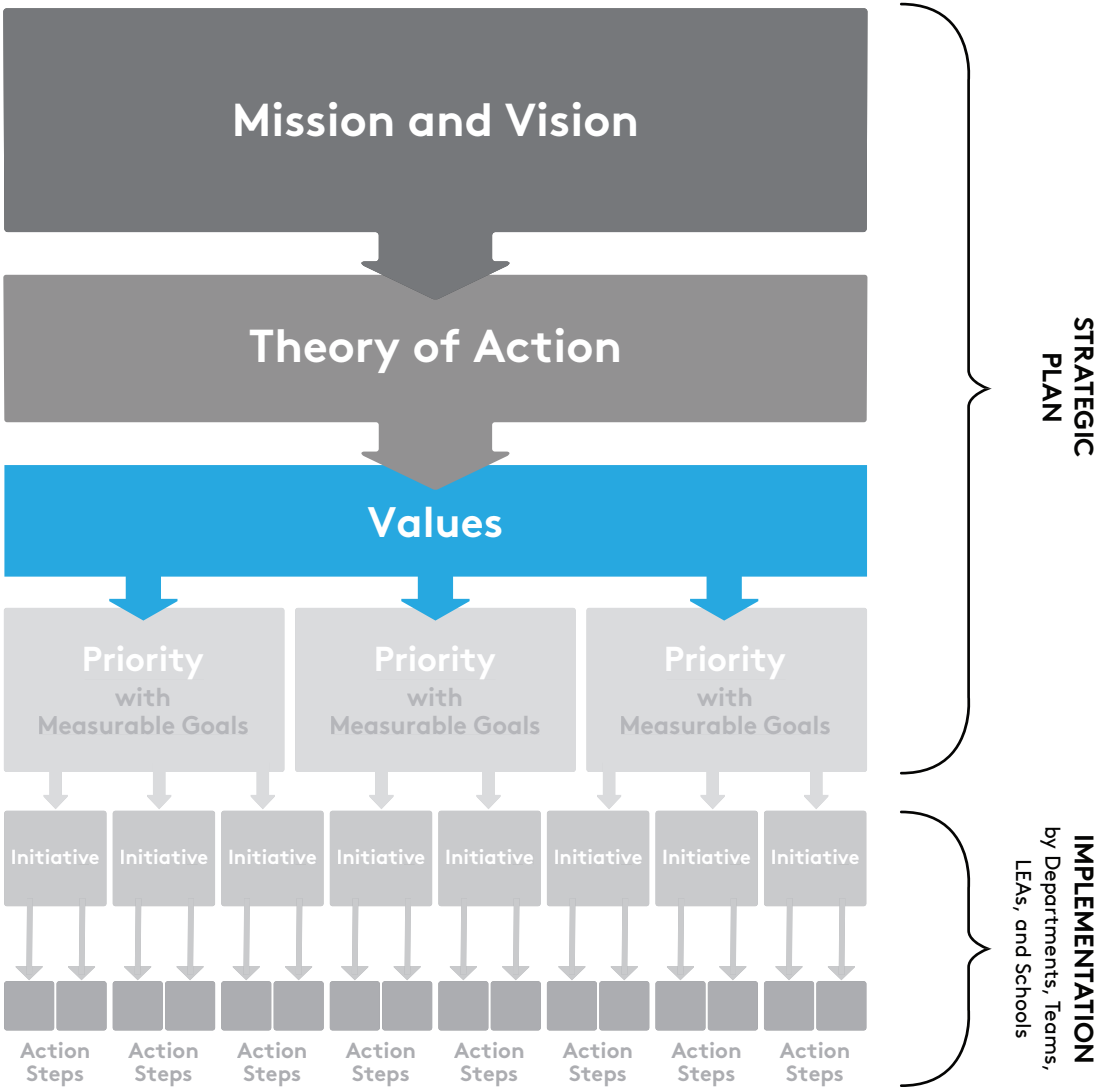 Mission and Vision
Theory of Action
Values
Priority
with
Measurable Goals
Priority
with
Measurable Goals
Priority
with
Measurable Goals
Initiative
Initiative
Initiative
Initiative
Initiative
Initiative
Initiative
Initiative
Action
Steps
Action
Steps
Action
Steps
Action
Steps
Action
Steps
Action
Steps
Action
Steps
Action
Steps
STRATEGIC
PLAN
IMPLEMENTATION
by Departments, Teams,
LEAs, and Schools